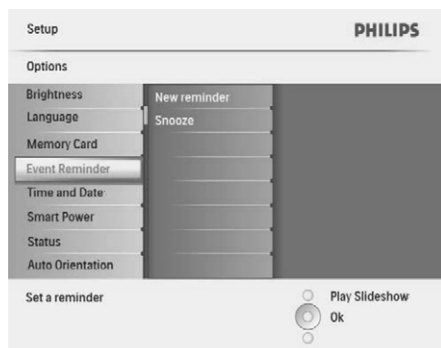 Setup PHILIPS
Options
Brightness
Language
Memory Card
Event Reminder
Time and Date
Smart Power
Status
Auto Orientation
New reminder
Snooze
Set a reminder
Play Slideshow
Ok